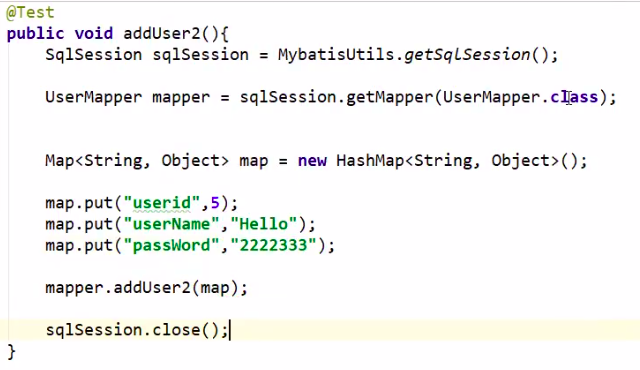 @Test
public void addUser2(){
SqlSession sqlSession = MybatisUtils.getSqlSession();
UserMapper mapper = sqlSession.getMapper(UserMapper.class);
Map<String, Object> map = new HashMap<String, Object>();
map.put("userid",5);
map.put("userName","Hello");
map.put("passWord","2222333");
mapper.addUser2(map);
sqlSession.close();
}